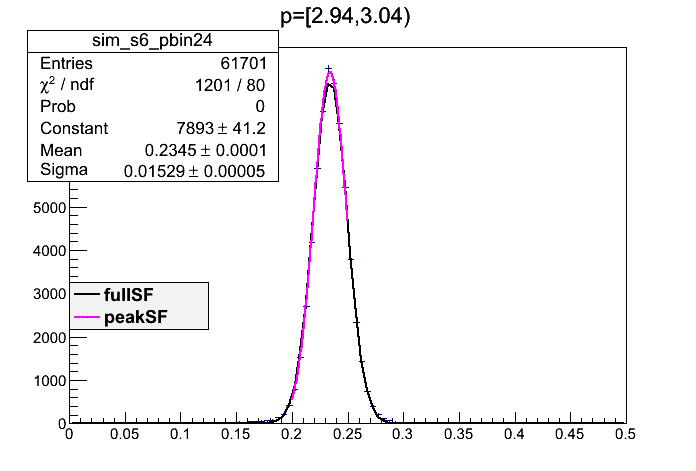 p=[2.94,3.04)
sim_s6_pbin24
Entries 61701
χ² / ndf 1201 / 80
Prob 0
Constant 7893 ± 41.2
Mean 0.2345 ± 0.0001
Sigma 0.01529 ± 0.00005
5000
4000
3000
fullSF
peakSF
2000
1000
0
0 0.05 0.1 0.15 0.2 0.25 0.3 0.35 0.4 0.45 0.5